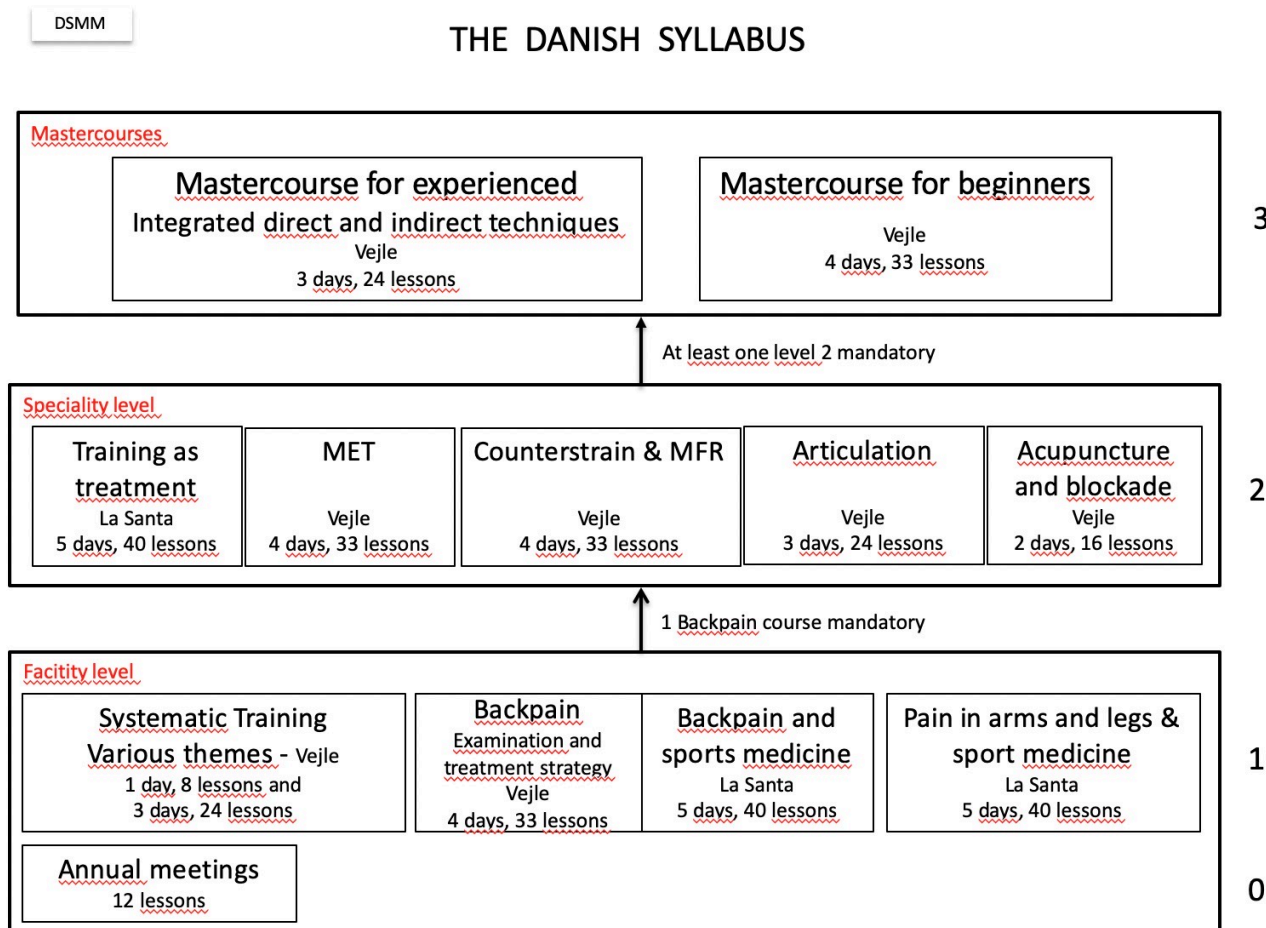 DSMM
THE DANISH SYLLABUS
Mastercourses
Mastercourse for experienced
Integrated direct and indirect techniques
Vejle
3 days, 24 lessons
Mastercourse for beginners
Vejle
4 days, 33 lessons
3
At least one level 2 mandatory
Speciality level
Training as
treatment
La Santa
5 days, 40 lessons
MET
Vejle
4 days, 33 lessons
Counterstrain & MFR
Vejle
4 days, 33 lessons
Articulation
Vejle
3 days, 24 lessons
Acupuncture
and blockade
Vejle
2 days, 16 lessons
2
1 Backpain course mandatory
Facitity level
Systematic Training
Various themes - Vejle
1 day, 8 lessons and
3 days, 24 lessons
Backpain
Examination and
treatment strategy
Vejle
4 days, 33 lessons
Backpain and
sports medicine
La Santa
5 days, 40 lessons
Pain in arms and legs &
sport medicine
La Santa
5 days, 40 lessons
1
Annual meetings
12 lessons
0